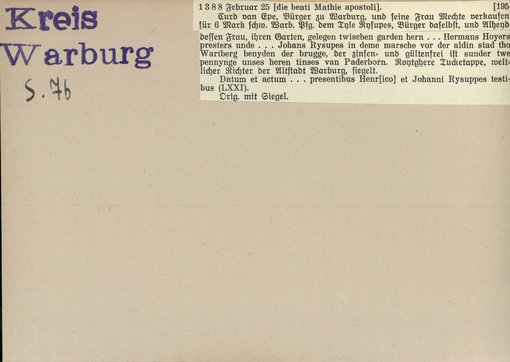 Kreis
Warburg
S. 76
1388 Februar 25 [die beati Mathie apostoli]. [195
Curd van Epe, Bürger zu Warburg, und seine Frau Mechte verkaufen
für 6 Mark schw. Warb. Pfg. dem Tyle Rysupes, Bürger daselbst, und Alheyd
dessen Frau, ihren Garten, gelegen twischen garden hern . . . Hermans Hoyers
presters unde . . . Johans Rysupes in deme marsche vor der aldin stad tho
Wartberg benyden der brugge, der zinsen- und gültenfrei ist sunder twe
pennynge unses heren tinses van Paderborn. Roytghere Tucketappe, welt-
licher Richter der Altstadt Warburg, siegelt.
Datum et actum . . . presentibus Henr[ico] et Johanni Rysuppes testi-
bus (LXXI).
Orig. mit Siegel.